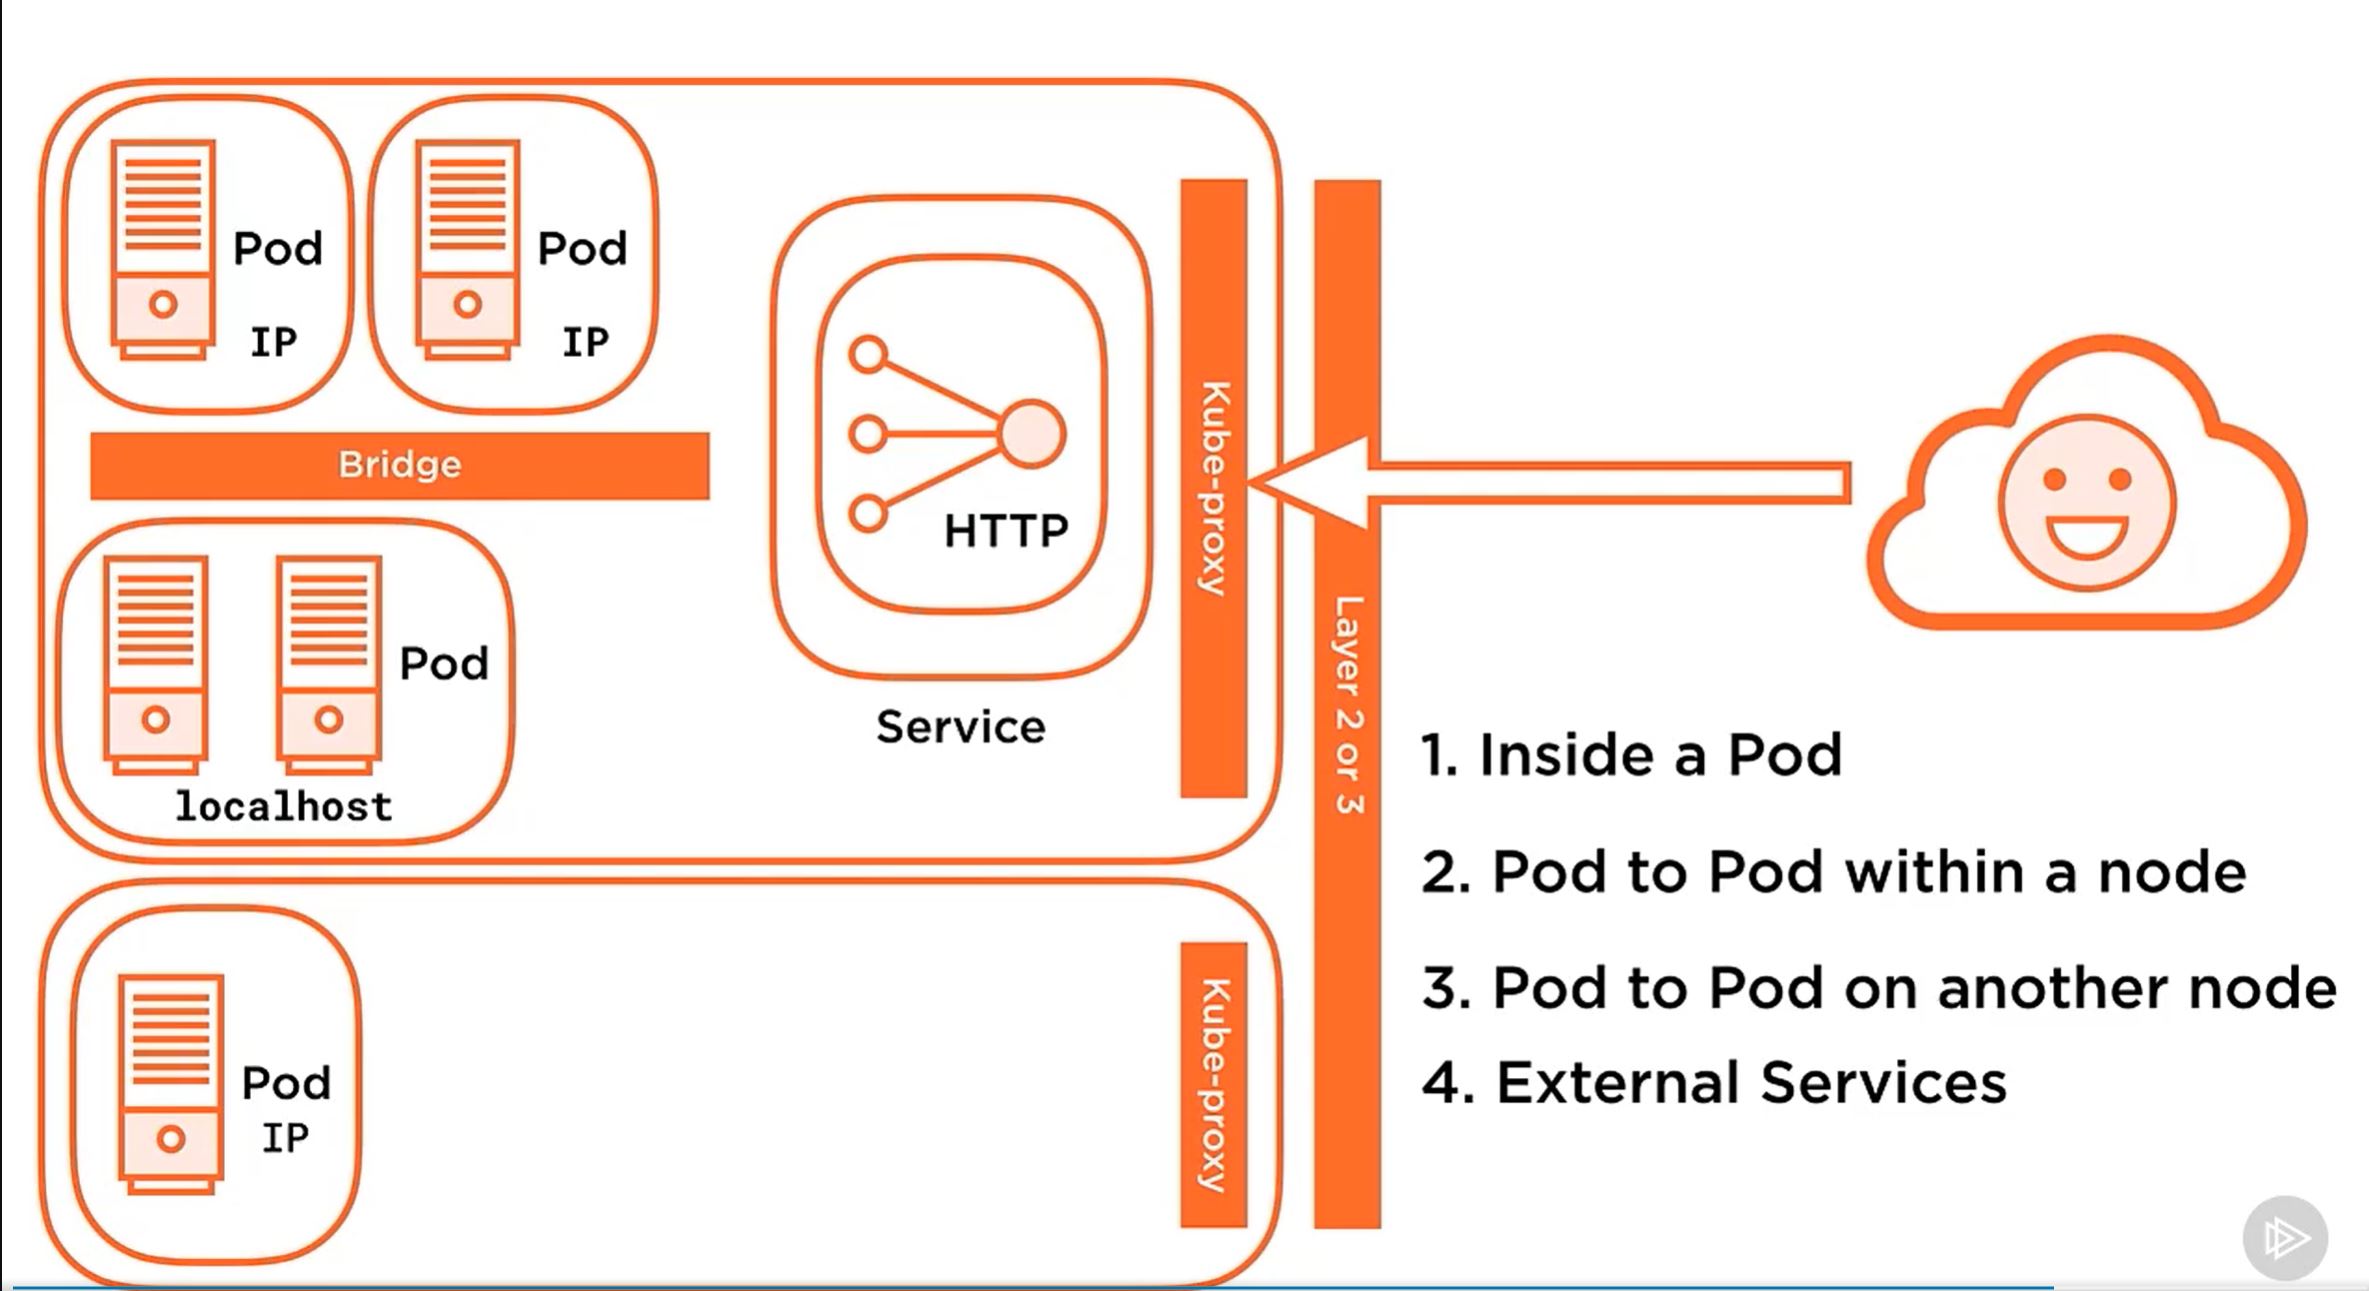 Pod
IP
Pod
IP
Bridge
Pod
localhost
HTTP
Service
Kube-proxy
Layer 2 or 3
Pod
IP
Kube-proxy
1. Inside a Pod
2. Pod to Pod within a node
3. Pod to Pod on another node
4. External Services